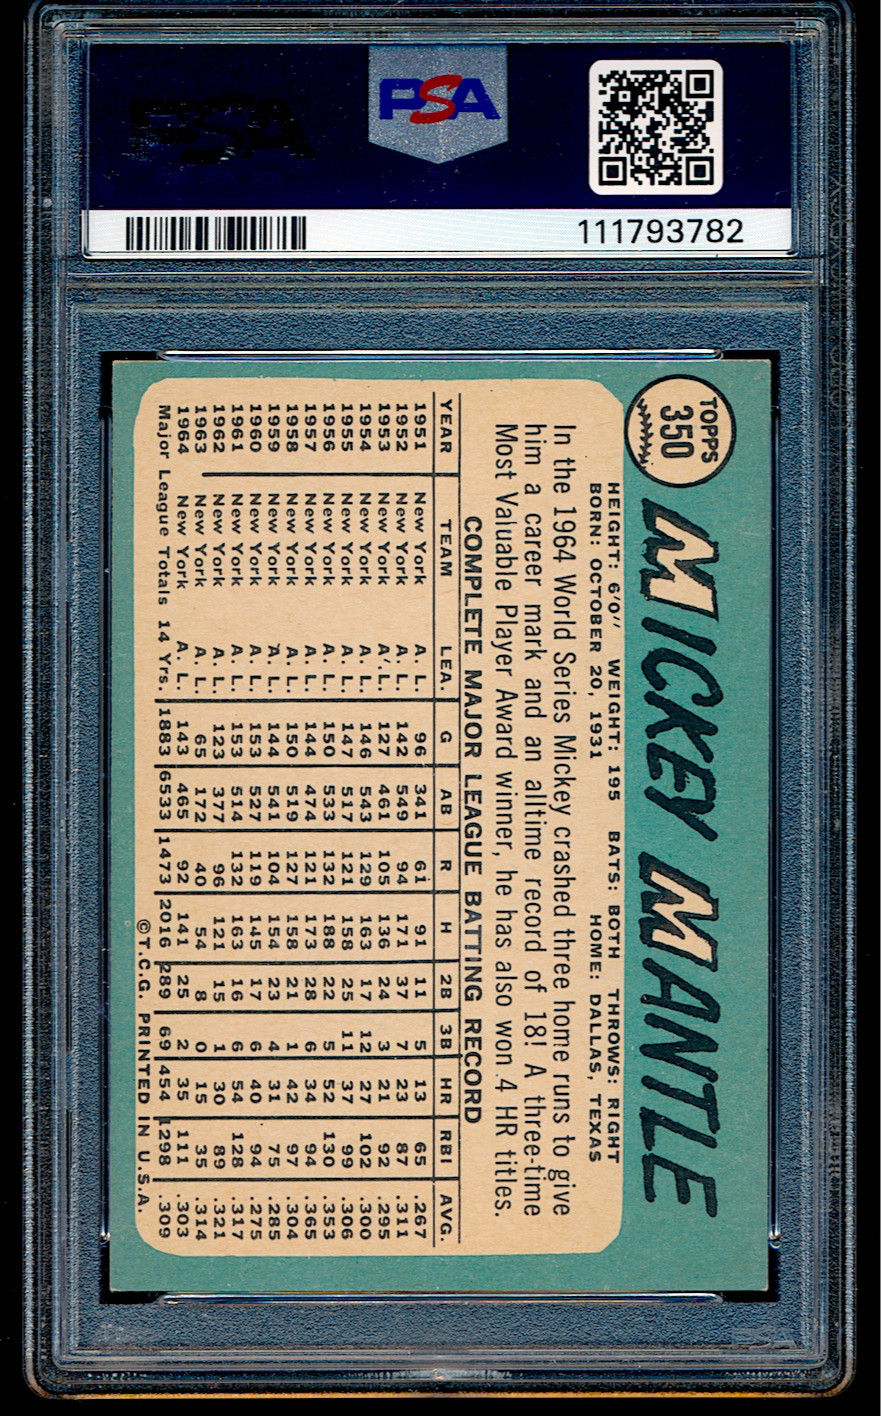 PSA
PSA
111793782
TOPPS
350
MICKEY MANTLE
HEIGHT: 6'0" WEIGHT: 195 BATS: BOTH THROWS: RIGHT
BORN: OCTOBER 20, 1931 HOME: DALLAS, TEXAS
In the 1964 World Series Mickey crashed three home runs to give
him a career mark and an alltime record of 18! A three-time
Most Valuable Player Award winner, he has also won 4 HR titles.
COMPLETE MAJOR LEAGUE BATTING RECORD
YEAR TEAM LEA. G AB R H 2B 3B HR RBI AVG.
1951 New York A. L. 96 341 61 91 11 5 13 65 .267
1952 New York A. L. 142 549 94 171 37 7 23 87 .311
1953 New York A. L. 127 461 105 136 24 3 21 92 .295
1954 New York A. L. 146 543 129 163 17 12 27 102 .300
1955 New York A. L. 147 517 121 158 25 11 37 99 .306
1956 New York A. L. 150 533 132 188 22 5 52 130 .353
1957 New York A. L. 144 474 121 173 28 6 34 94 .365
1958 New York A. L. 150 519 127 158 21 1 42 97 .304
1959 New York A. L. 144 541 104 154 23 4 31 75 .285
1960 New York A. L. 153 527 119 145 17 6 40 94 .275
1961 New York A. L. 153 514 132 163 16 6 54 128 .317
1962 New York A. L. 123 377 96 121 15 1 30 89 .321
1963 New York A. L. 65 172 40 54 8 0 15 35 .314
1964 New York A. L. 143 465 92 141 25 2 35 111 .303
Major League Totals 14 Yrs. 1883 6533 1473 2016 289 69 454 1298 .309
©T.C.G. PRINTED IN U.S.A.
PSA